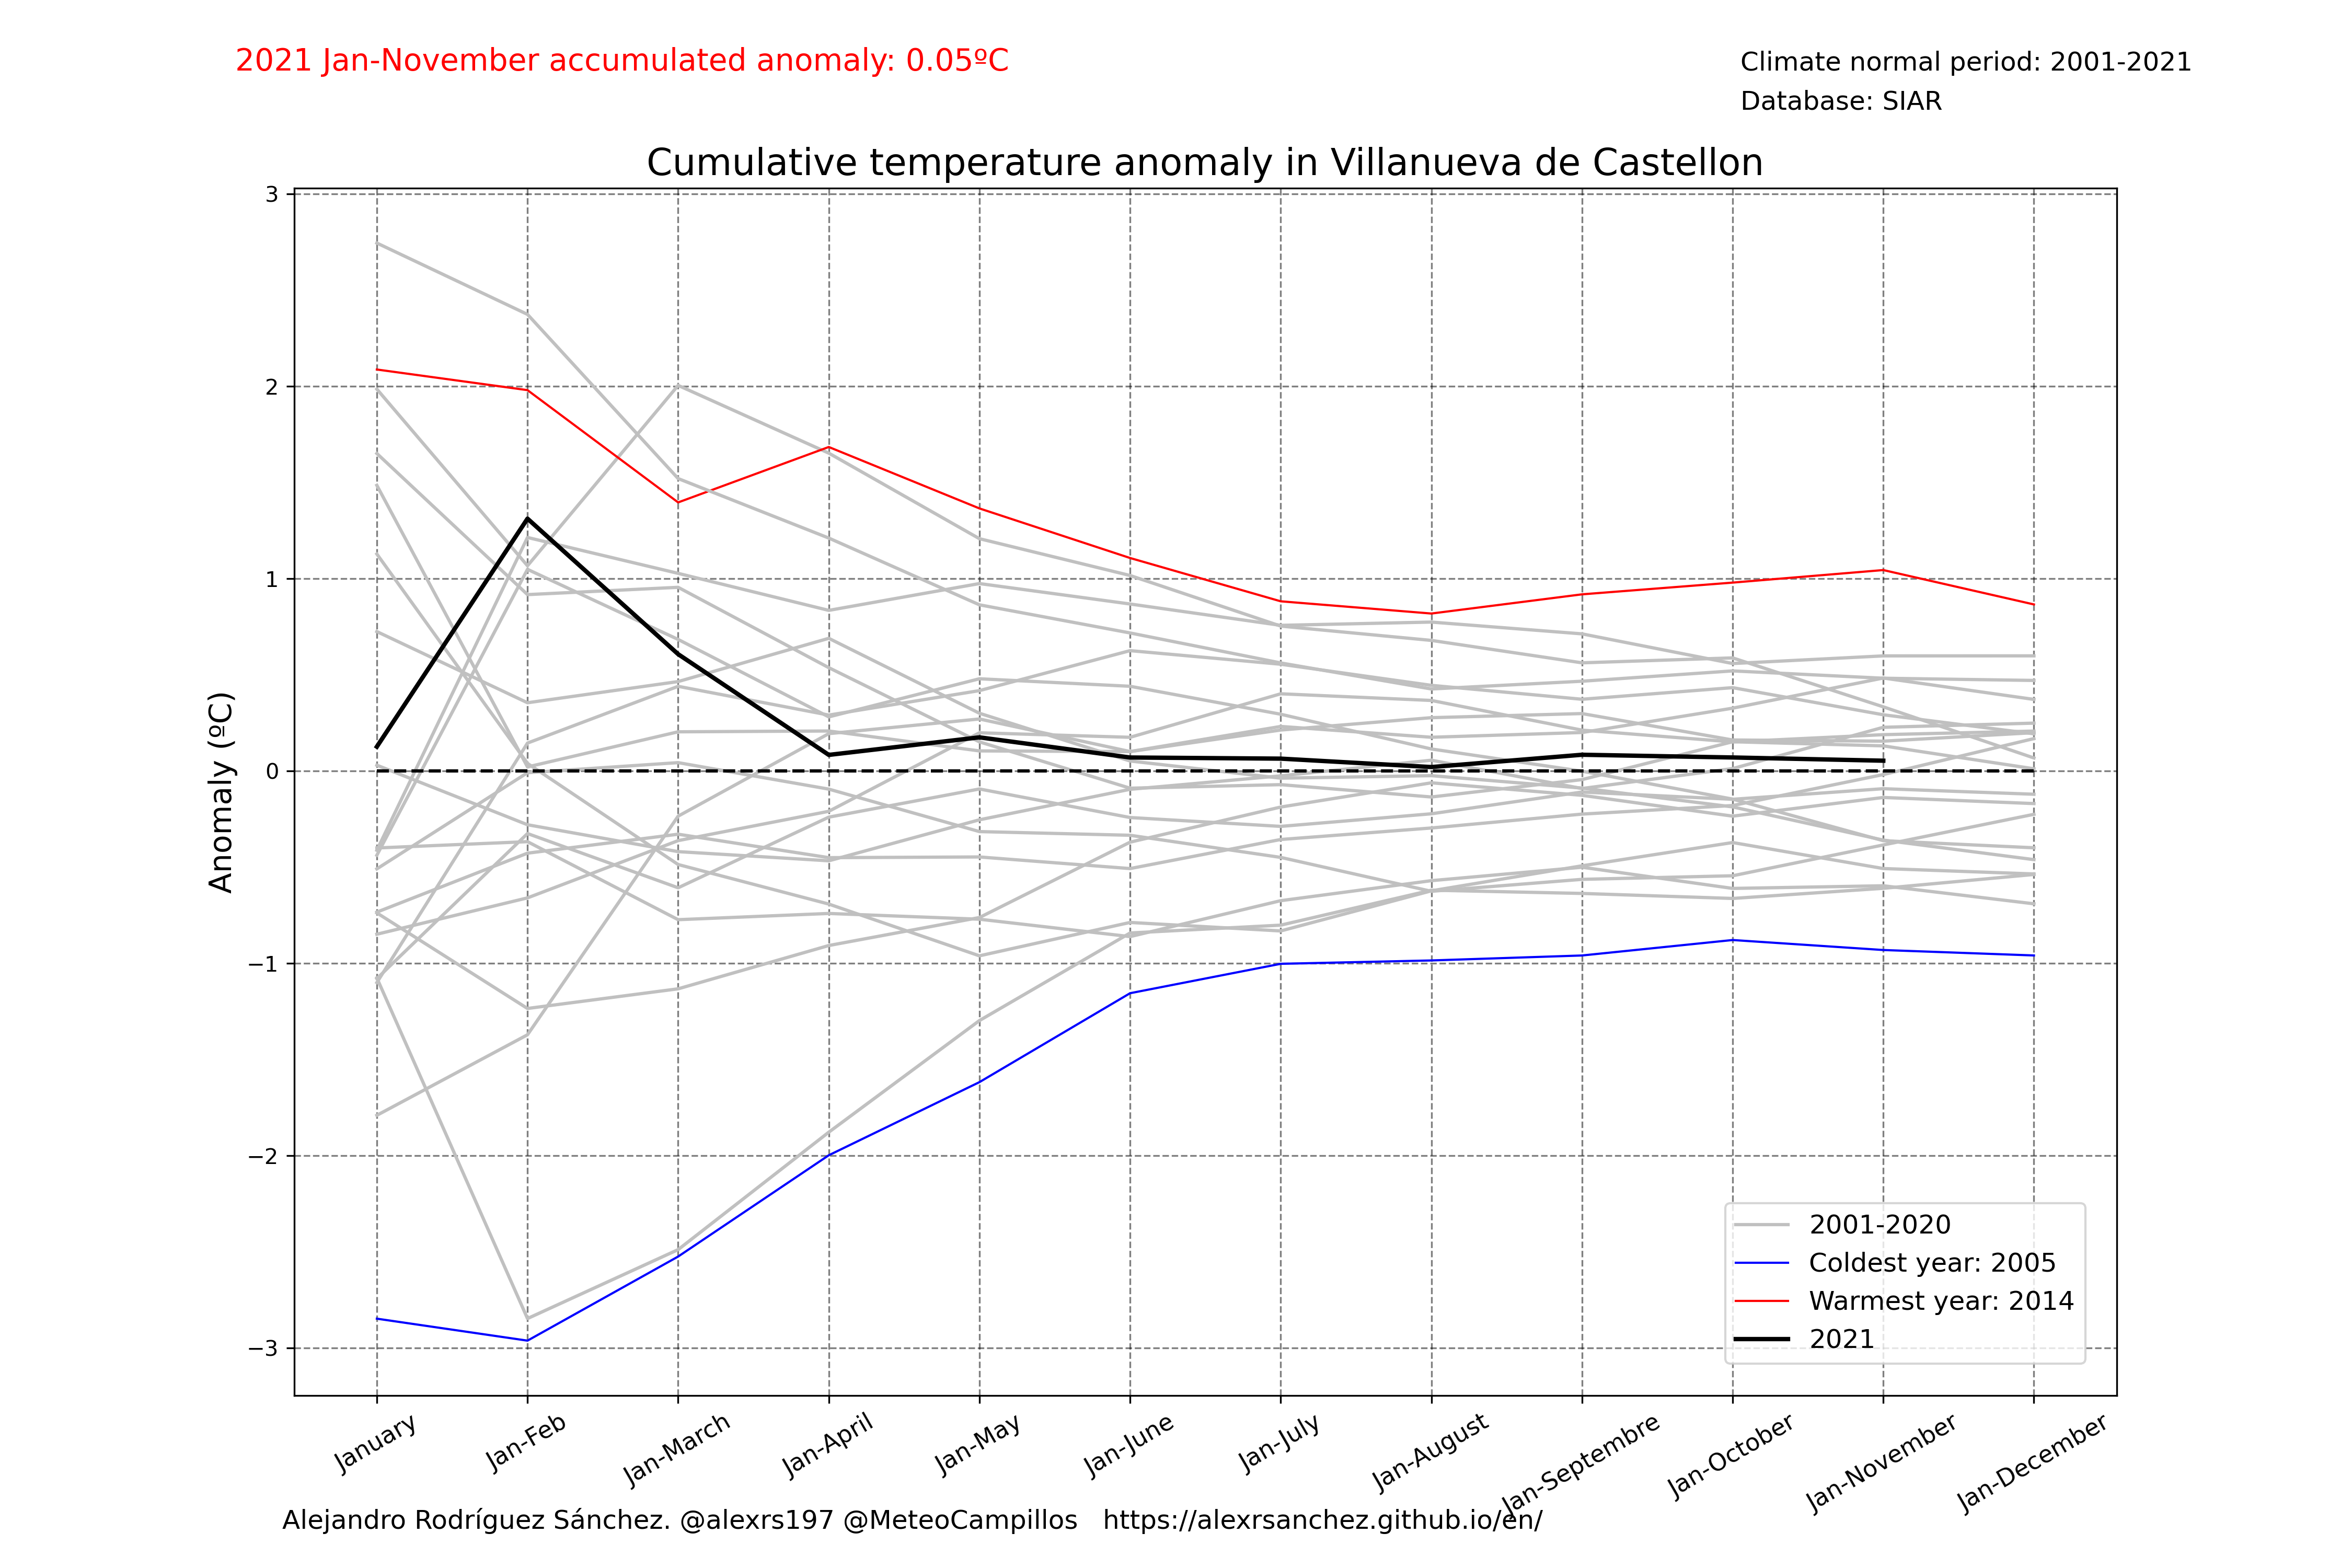 2021 Jan-November accumulated anomaly: 0.05ºC
Climate normal period: 2001-2021
Database: SIAR
Cumulative temperature anomaly in Villanueva de Castellon
Anomaly (ºC)
3
2
1
0
−1
−2
−3
2001-2020
Coldest year: 2005
Warmest year: 2014
2021
January
Jan-Feb
Jan-March
Jan-April
Jan-May
Jan-June
Jan-July
Jan-August
Jan-Septembre
Jan-October
Jan-November
Jan-December
Alejandro Rodríguez Sánchez. @alexrs197 @MeteoCampillos https://alexrsanchez.github.io/en/